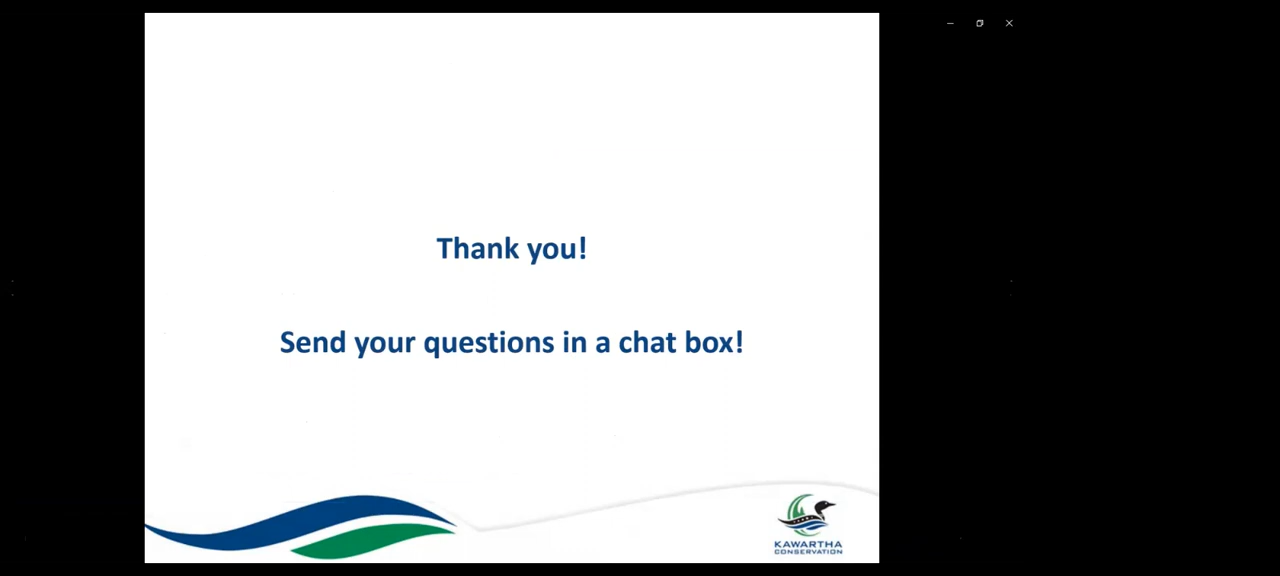 Thank you!
Send your questions in a chat box!
KAWARTHA
CONSERVATION